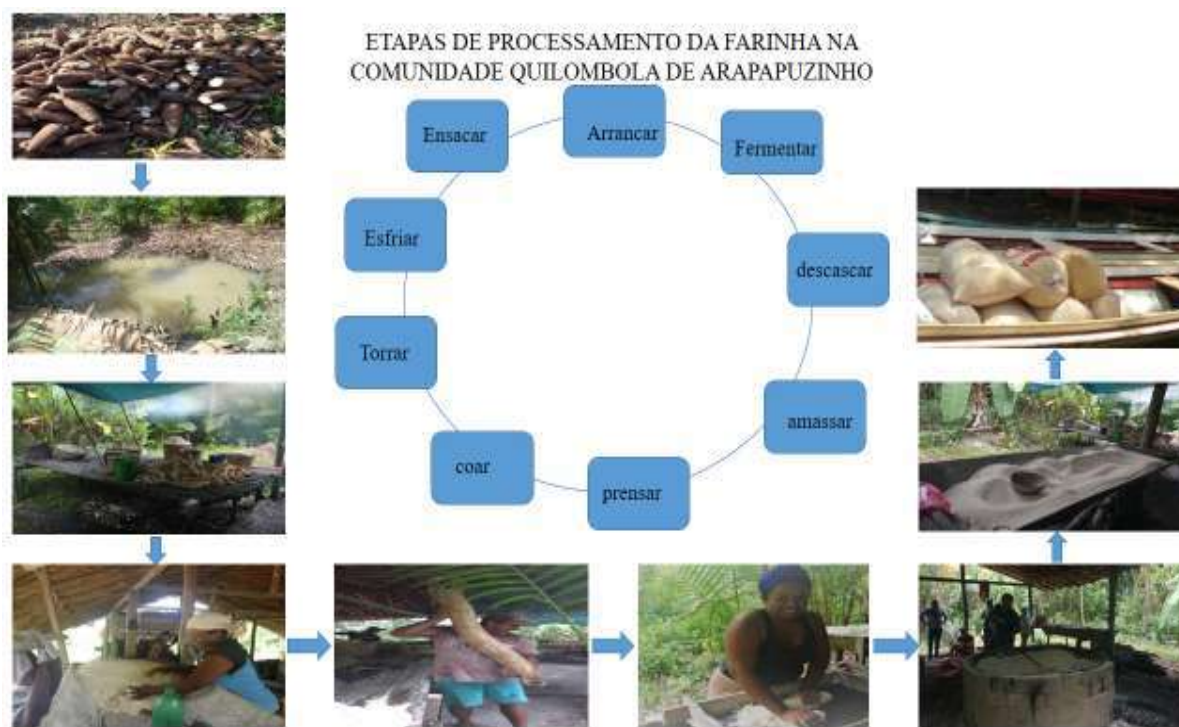 ETAPAS DE PROCESSAMENTO DA FARINHA NA
COMUNIDADE QUILOMBOLA DE ARAPAPUZINHO
Arrancar
Fermentar
descascar
amassar
prensar
coar
Torrar
Esfriar
Ensacar